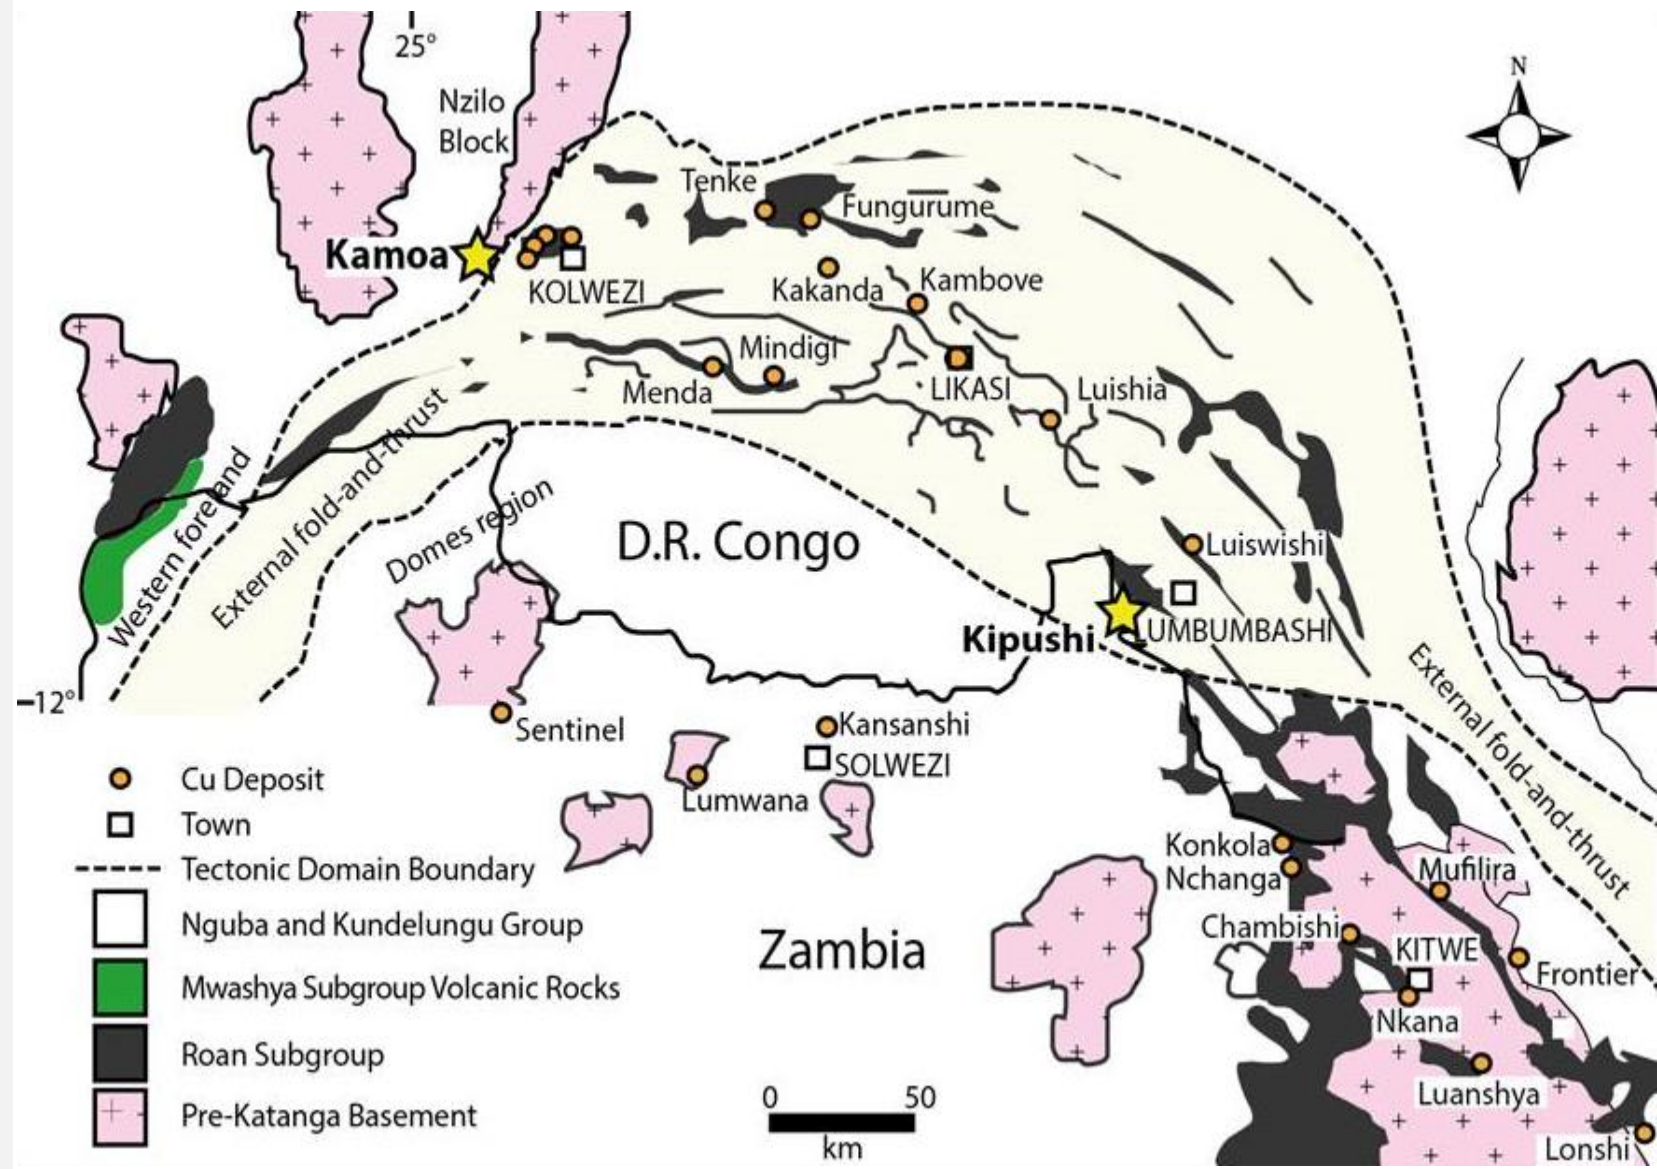 25°
N
Nzilo
Block
Tenke
Fungurume
Kamoa
KOLWEZI
Kakanda
Kambove
Mindigi
Menda
LIKASI
Luishia
Western foreland
External fold-and-thrust
Domes region
D.R. Congo
Luiswishi
LUMBUMBASHI
Kipushi
External fold-and-thrust
12°
Sentinel
Kansanshi
SOLWEZI
Lumwana
Cu Deposit
Town
Tectonic Domain Boundary
Nguba and Kundelungu Group
Mwashya Subgroup Volcanic Rocks
Roan Subgroup
Pre-Katanga Basement
Zambia
Konkola
Nchanga
Mufilira
Chambishi
KITWE
Frontier
Nkana
Luanshya
Lonshi
0 50
km